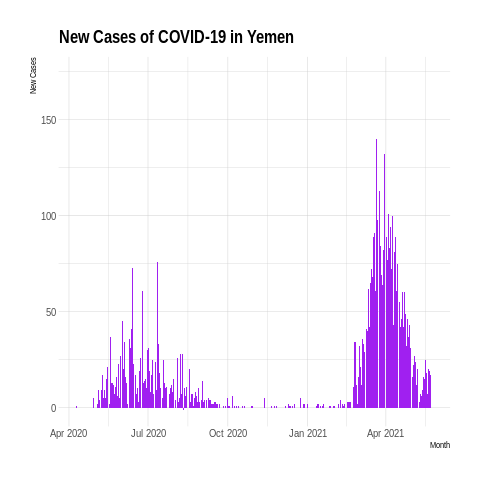 New Cases of COVID-19 in Yemen
New Cases
150
100
50
0
Apr 2020 Jul 2020 Oct 2020 Jan 2021 Apr 2021
Month